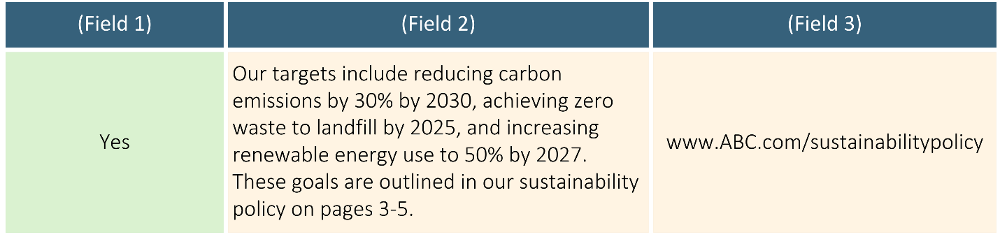 (Field 1)
(Field 2)
(Field 3)
Yes
Our targets include reducing carbon
emissions by 30% by 2030, achieving zero
waste to landfill by 2025, and increasing
renewable energy use to 50% by 2027.
These goals are outlined in our sustainability
policy on pages 3-5.
www.ABC.com/sustainabilitypolicy